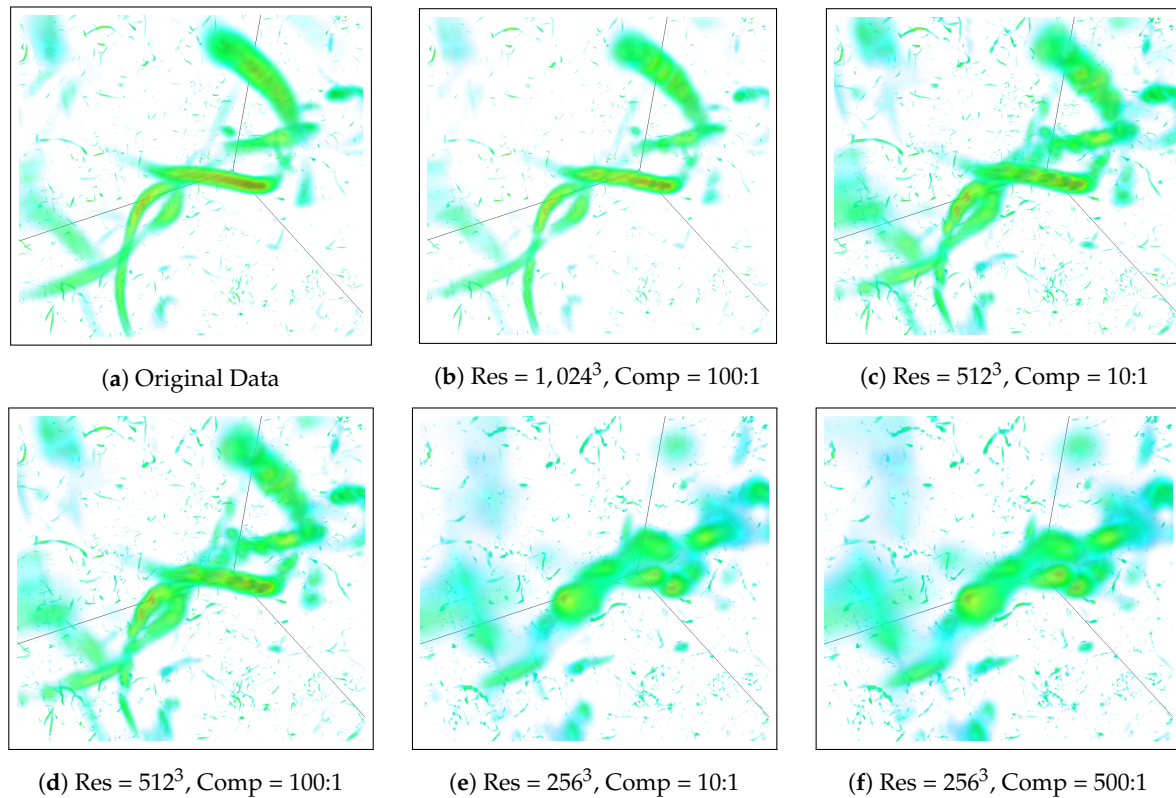 (a) Original Data
(b) Res = 1, 024³, Comp = 100:1
(c) Res = 512³, Comp = 10:1
(d) Res = 512³, Comp = 100:1
(e) Res = 256³, Comp = 10:1
(f) Res = 256³, Comp = 500:1